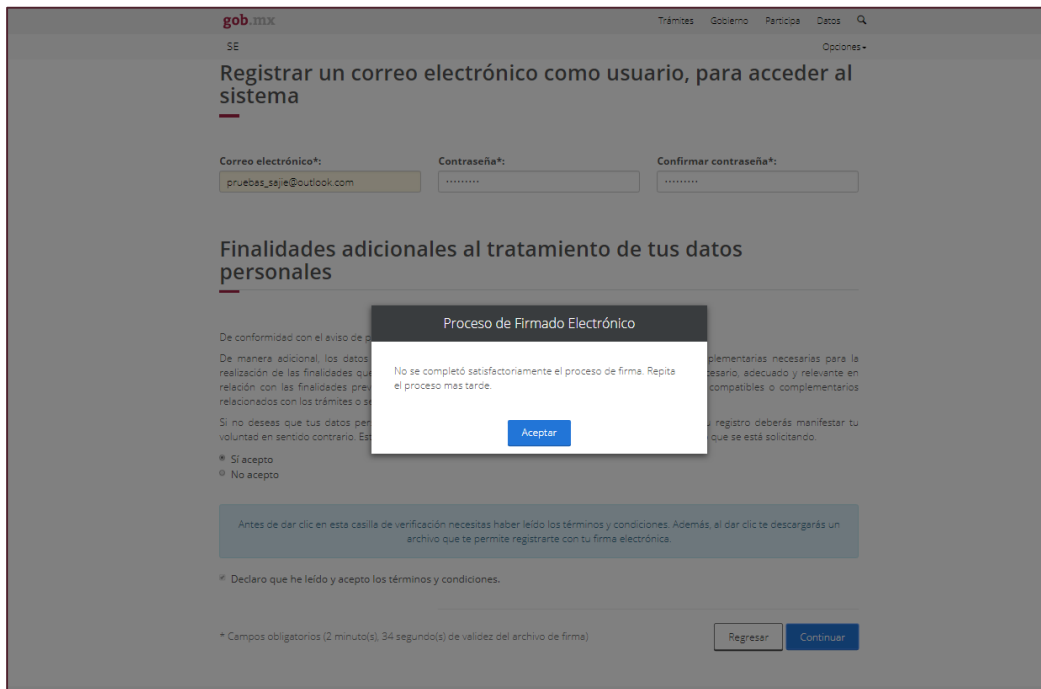 gob.mx
Trámites Gobierno Participa Datos
SE
Opciones
Registrar un correo electrónico como usuario, para acceder al
sistema
Correo electrónico*: Contraseña*: Confirmar contraseña*:
pruebas_sajie@outlook.com ········· ·········
Finalidades adicionales al tratamiento de tus datos
personales
Proceso de Firmado Electrónico
No se completó satisfactoriamente el proceso de firma. Repita
el proceso mas tarde.
Aceptar
De conformidad con el aviso de p
De manera adicional, los datos plementarias necesarias para la
realización de las finalidades que cesario, adecuado y relevante en
relación con las finalidades prev compatibles o complementarios
relacionados con los trámites o se
Si no deseas que tus datos per u registro deberás manifestar tu
voluntad en sentido contrario. Est que se está solicitando.
Sí acepto
No acepto
Antes de dar clic en esta casilla de verificación necesitas haber leído los términos y condiciones. Además, al dar clic te descargarás un
archivo que te permite registrarte con tu firma electrónica.
Declaro que he leído y acepto los términos y condiciones.
* Campos obligatorios (2 minuto(s), 34 segundo(s) de validez del archivo de firma)
Regresar Continuar